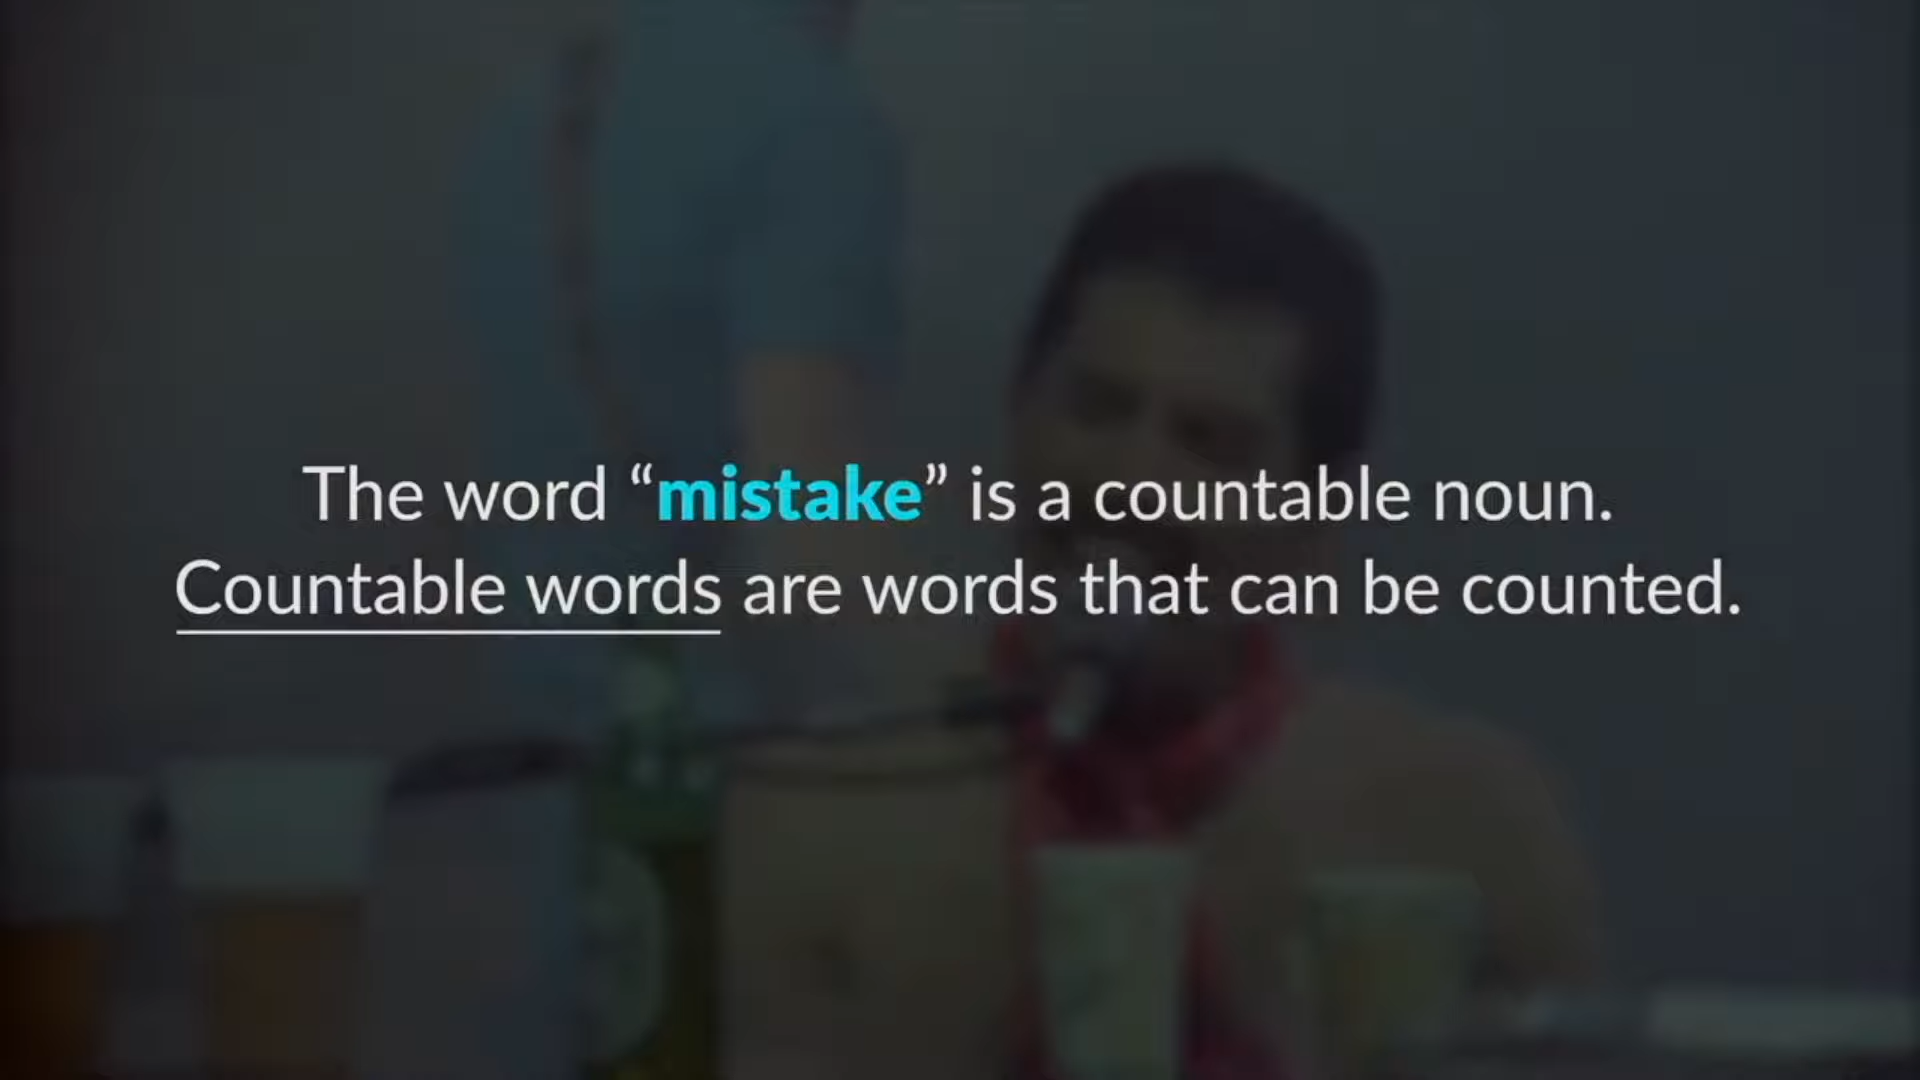 The word “mistake” is a countable noun.
Countable words are words that can be counted.